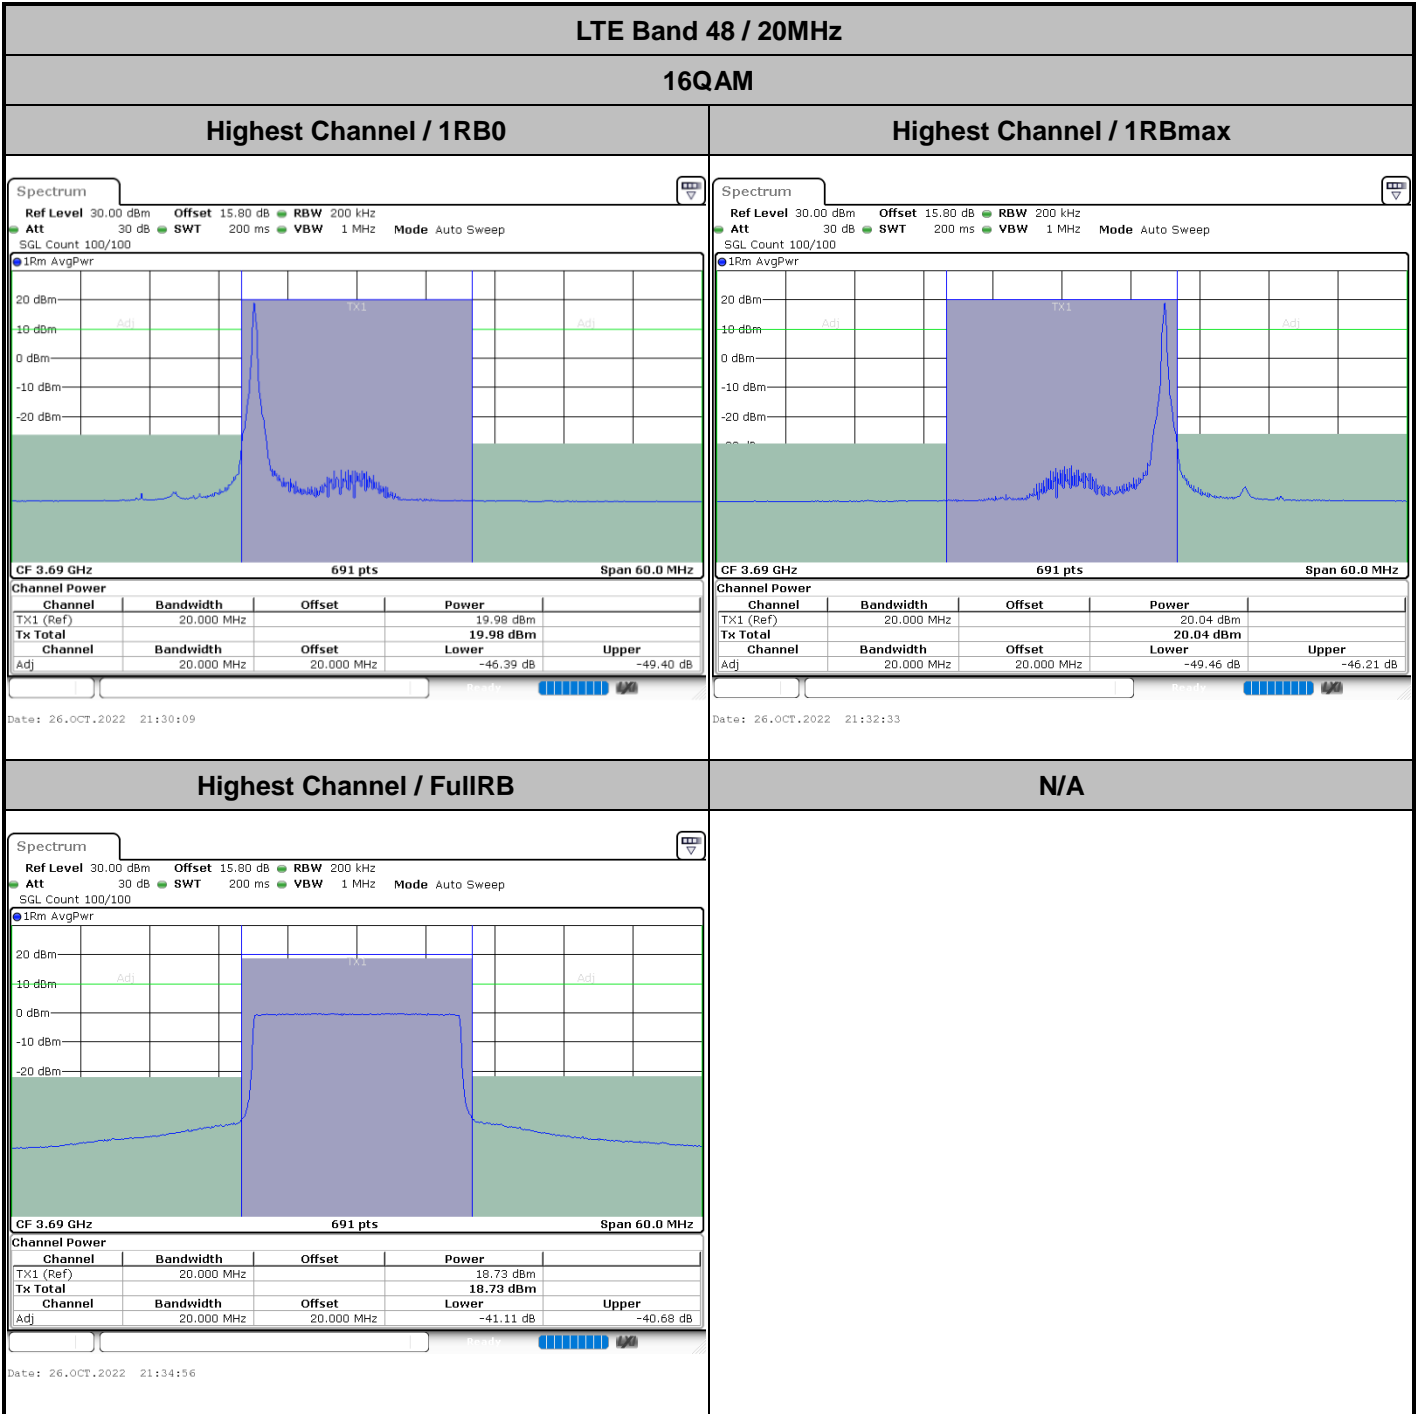 LTE Band 48 / 20MHz
16QAM
Highest Channel / 1RB0
Highest Channel / 1RBmax
Spectrum
Ref Level 30.00 dBm Offset 15.80 dB RBW 200 kHz
Att 30 dB SWT 200 ms VBW 1 MHz Mode Auto Sweep
SGL Count 100/100
1Rm AvgPwr
TX1
20 dBm
Adj
Adj
10 dBm
0 dBm
-10 dBm
-20 dBm
CF 3.69 GHz 691 pts Span 60.0 MHz
Channel Power
Channel Bandwidth Offset Power
TX1 (Ref) 20.000 MHz 19.98 dBm
Tx Total 19.98 dBm
Channel Bandwidth Offset Lower Upper
Adj 20.000 MHz 20.000 MHz -46.39 dB -49.40 dB
Ready
Date: 26.OCT.2022 21:30:09
Spectrum
Ref Level 30.00 dBm Offset 15.80 dB RBW 200 kHz
Att 30 dB SWT 200 ms VBW 1 MHz Mode Auto Sweep
SGL Count 100/100
1Rm AvgPwr
TX1
20 dBm
Adj
Adj
10 dBm
0 dBm
-10 dBm
-20 dBm
CF 3.69 GHz 691 pts Span 60.0 MHz
Channel Power
Channel Bandwidth Offset Power
TX1 (Ref) 20.000 MHz 20.04 dBm
Tx Total 20.04 dBm
Channel Bandwidth Offset Lower Upper
Adj 20.000 MHz 20.000 MHz -49.46 dB -46.21 dB
Ready
Date: 26.OCT.2022 21:32:33
Highest Channel / FullRB
N/A
Spectrum
Ref Level 30.00 dBm Offset 15.80 dB RBW 200 kHz
Att 30 dB SWT 200 ms VBW 1 MHz Mode Auto Sweep
SGL Count 100/100
1Rm AvgPwr
20 dBm
TX1
Adj
Adj
10 dBm
0 dBm
-10 dBm
-20 dBm
CF 3.69 GHz 691 pts Span 60.0 MHz
Channel Power
Channel Bandwidth Offset Power
TX1 (Ref) 20.000 MHz 18.73 dBm
Tx Total 18.73 dBm
Channel Bandwidth Offset Lower Upper
Adj 20.000 MHz 20.000 MHz -41.11 dB -40.68 dB
Ready
Date: 26.OCT.2022 21:34:56